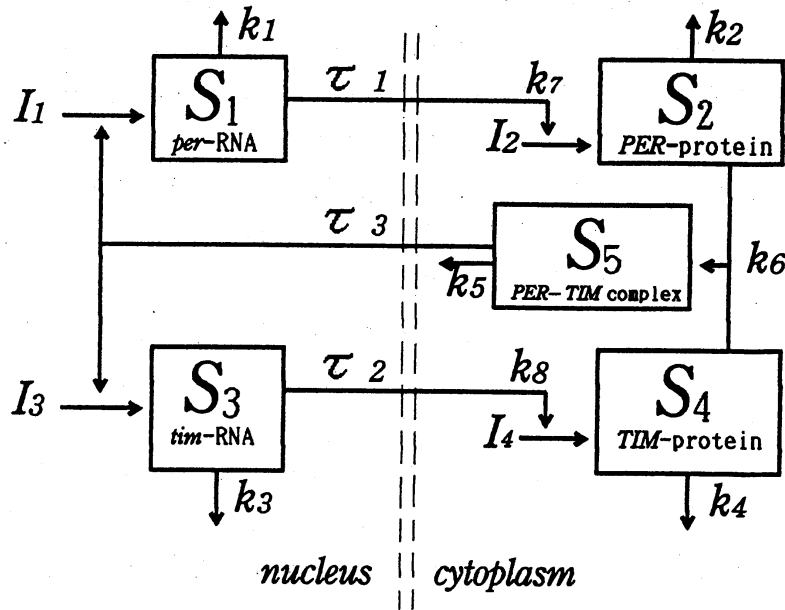 k1
I1
S1
per-RNA
τ 1
k7
I2
k2
S2
PER-protein
τ 3
S5
PER-TIM complex
k5
k6
I3
S3
tim-RNA
k3
τ 2
k8
I4
S4
TIM-protein
k4
nucleus
cytoplasm